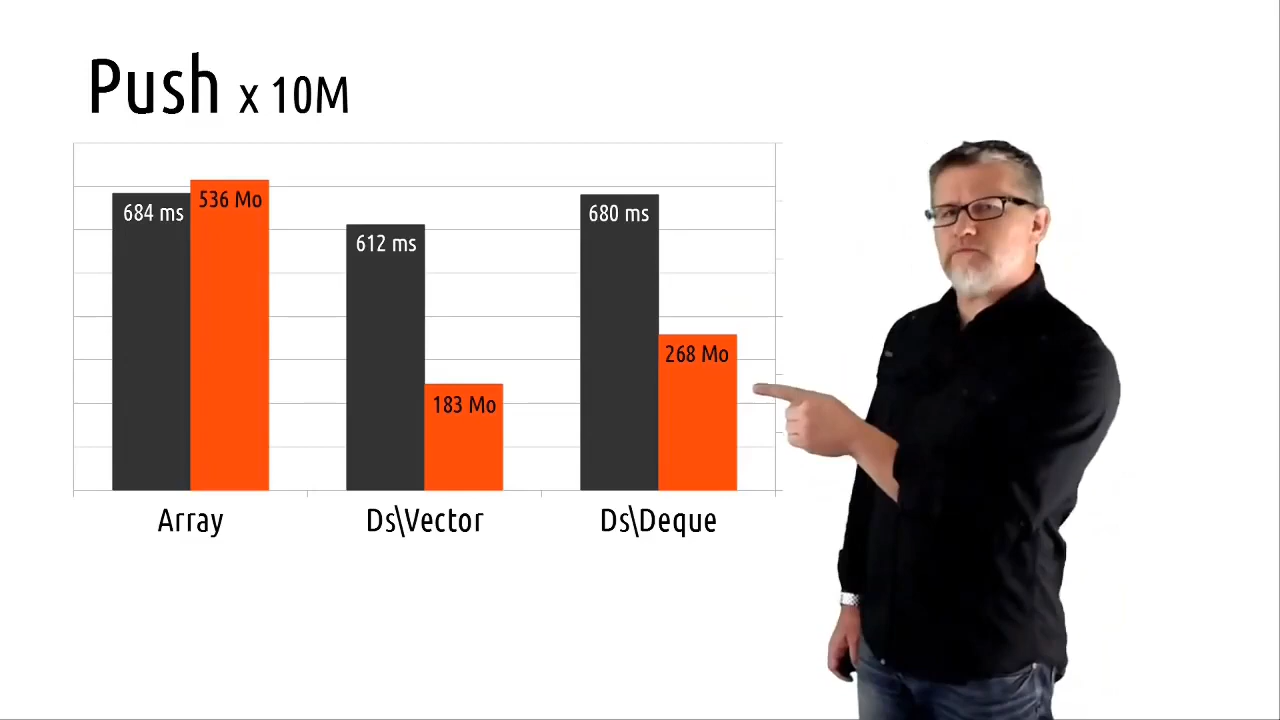 Push x 10M
684 ms
536 Mo
612 ms
183 Mo
680 ms
268 Mo
Array
Ds\Vector
Ds\Deque